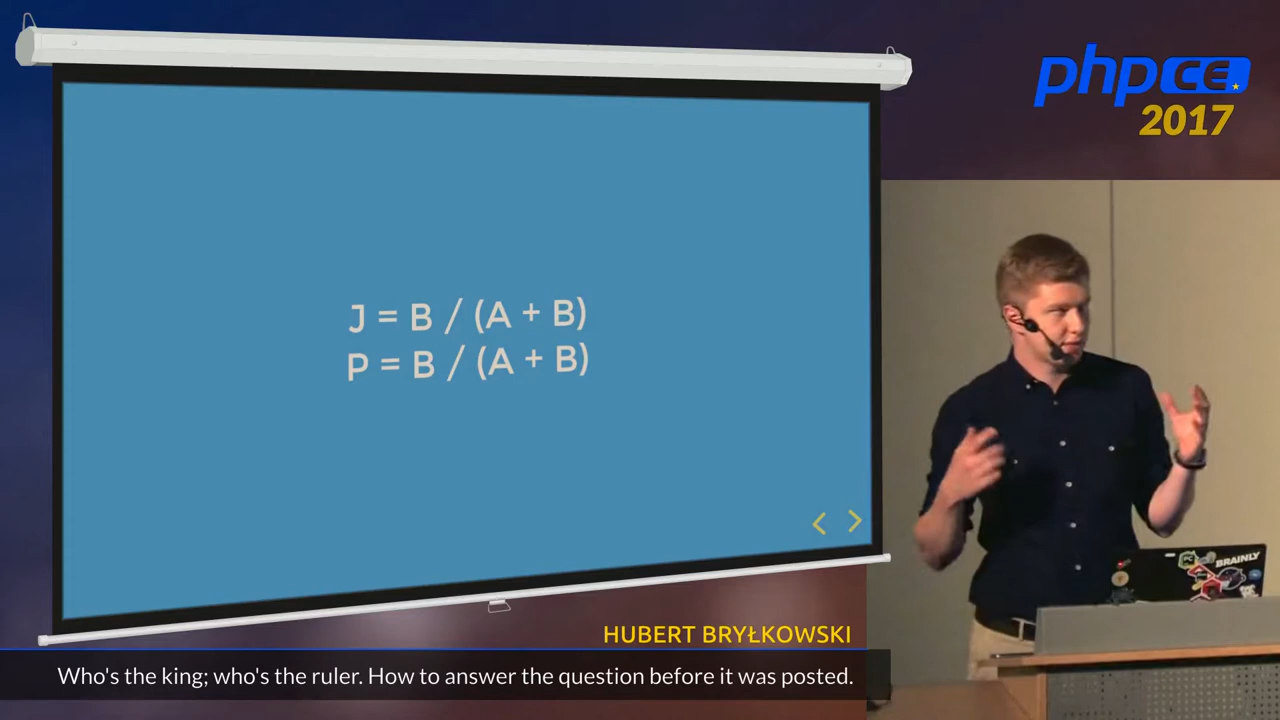 phpCE
2017
J = B / (A + B)
P = B / (A + B)
BRAINLY
HUBERT BRYŁKOWSKI
Who's the king; who's the ruler. How to answer the question before it was posted.